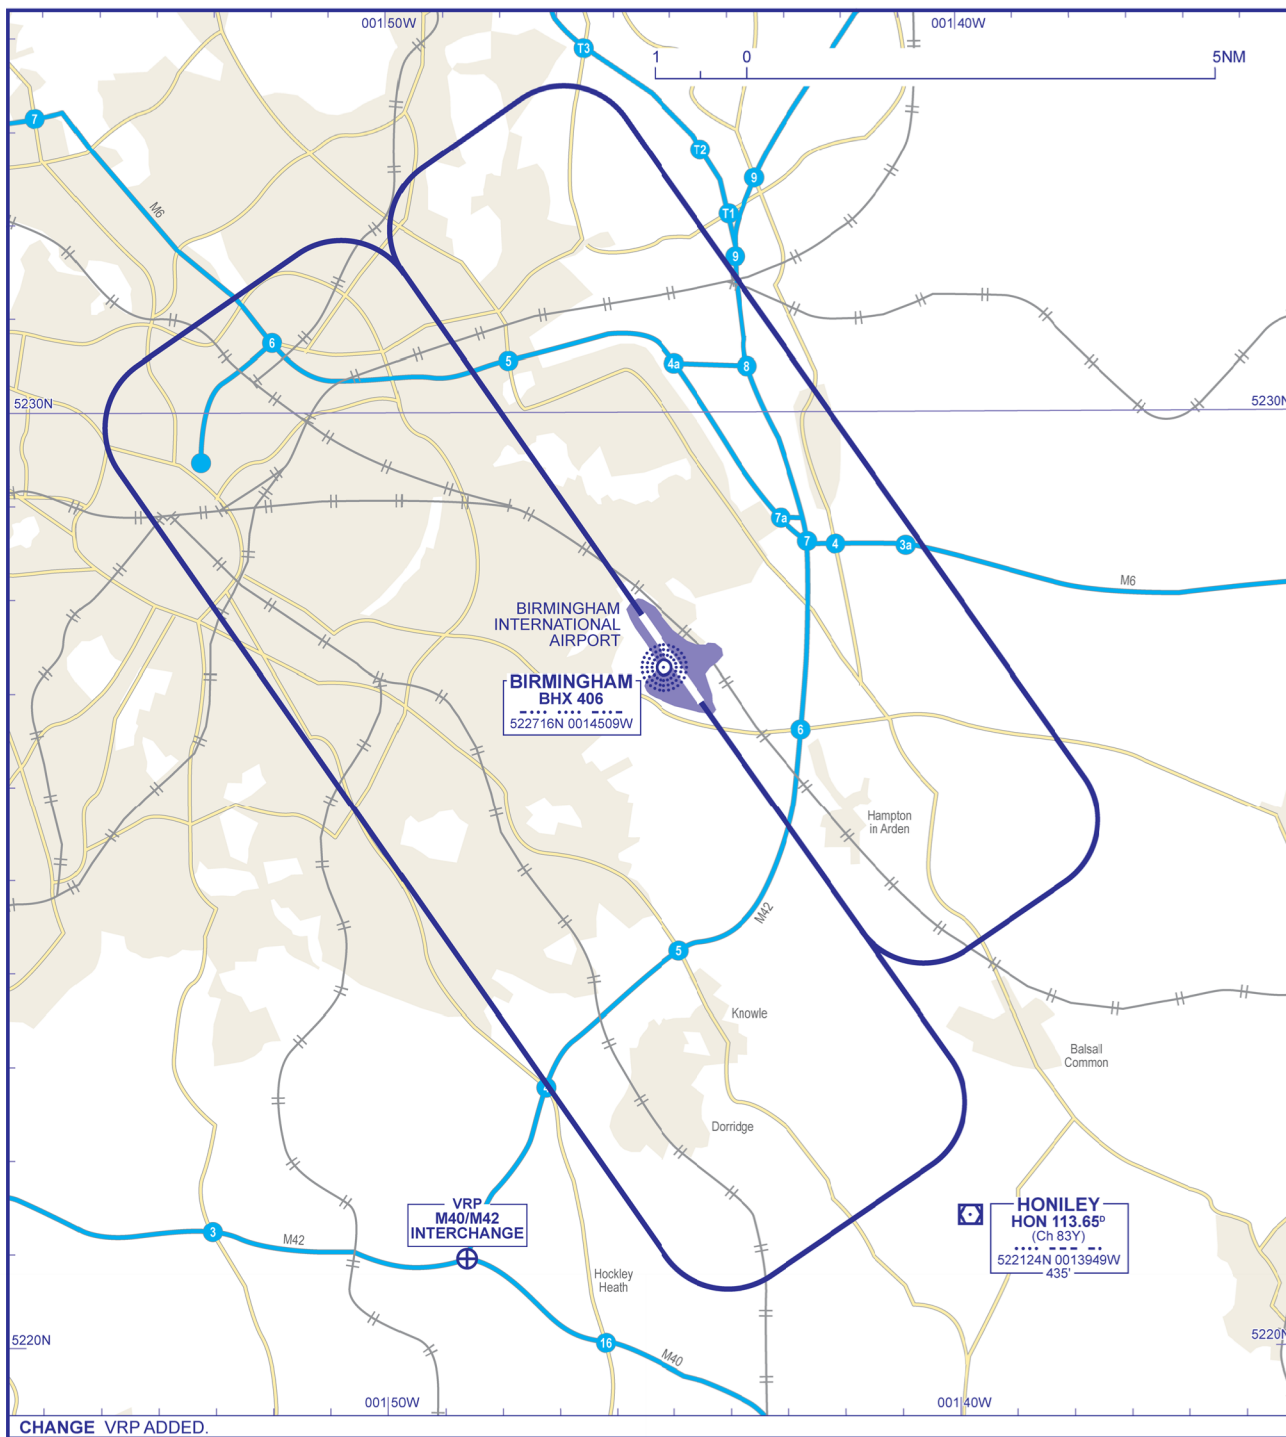 001 50W
001 40W
T3
1
0
5NM
7
T2
9
M6
T1
9
6
5
4a
8
5230N
5230N
7a
7
4
3a
M6
BIRMINGHAM
INTERNATIONAL
AIRPORT
BIRMINGHAM
BHX 406
522716N 0014509W
6
Hampton
in Arden
M42
5
Knowle
Balsall
Common
4
Dorridge
VRP
M40/M42
INTERCHANGE
HONILEY
HON 113.65ᴰ
(Ch 83Y)
522124N 0013949W
435'
3
M42
Hockley
Heath
16
M40
5220N
5220N
001 50W
001 40W
CHANGE VRP ADDED.